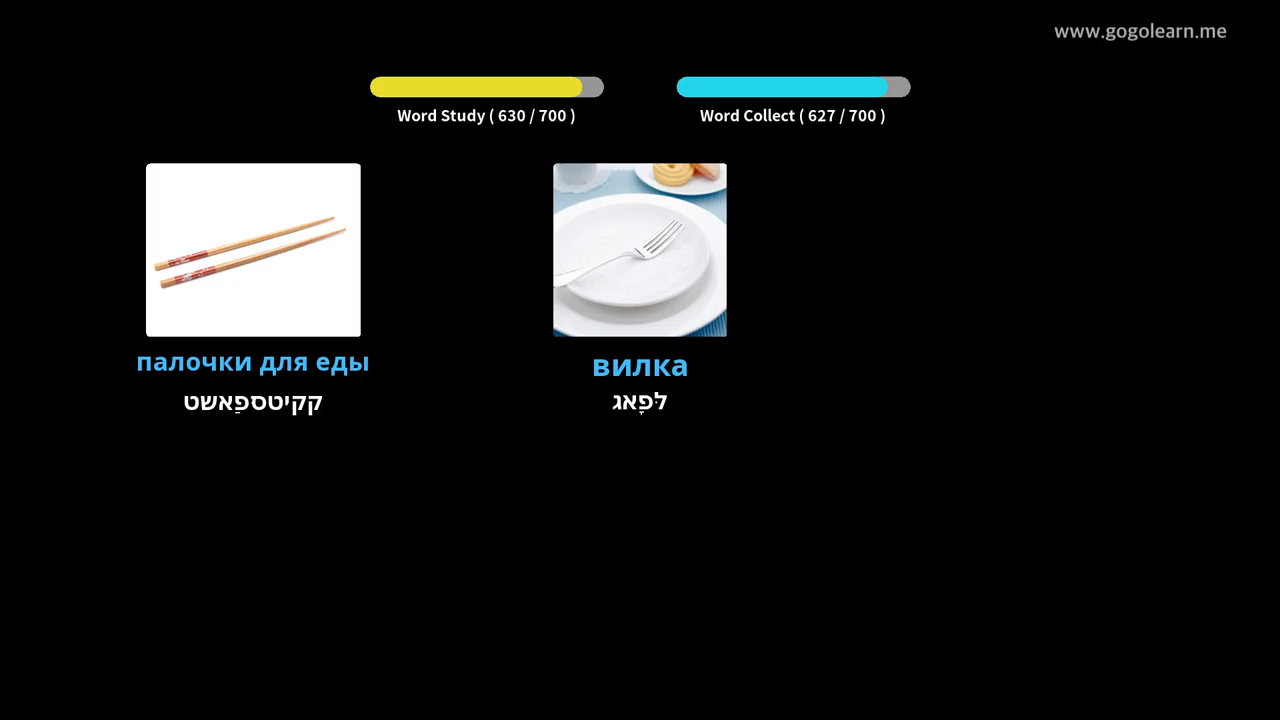 www.gogolearn.me
Word Study ( 630 / 700 )
Word Collect ( 627 / 700 )
палочки для еды
קקיטספַּאשט
вилка
לּפָאג